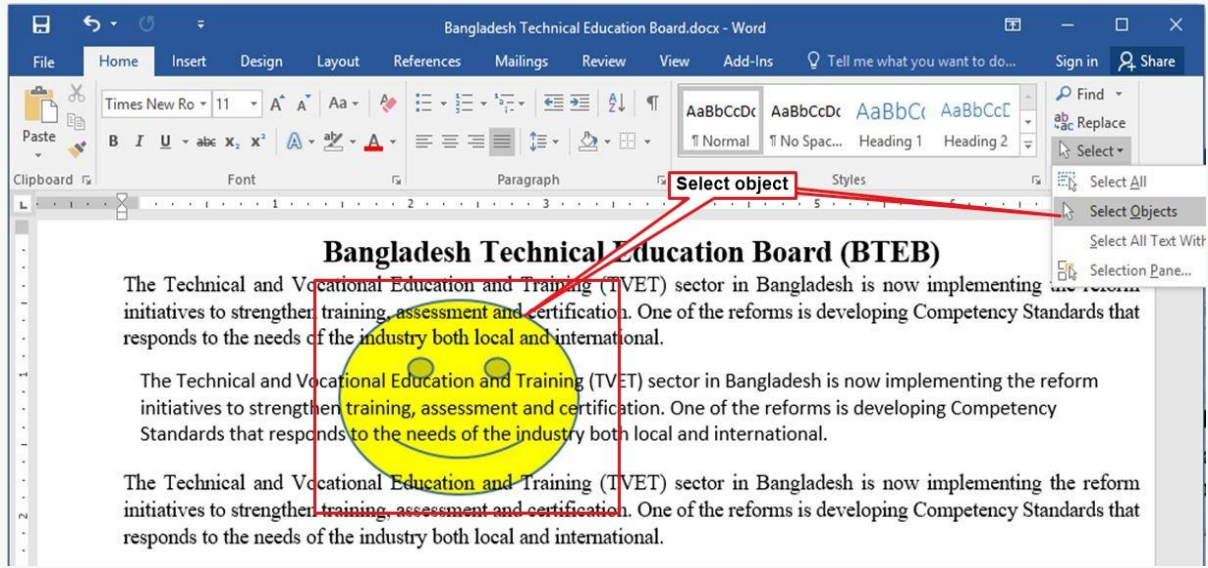 Bangladesh Technical Education Board.docx - Word
File Home Insert Design Layout References Mailings Review View Add-Ins Tell me what you want to do... Sign in Share
Times New Ro 11 A A Aa AaBbCcDc AaBbCcDc AaBbC AaBbCcE Find
Replace
Paste B I U abc X₂ X² A aby A ¶ Normal ¶ No Spac... Heading 1 Heading 2 Select
Clipboard Font Paragraph Styles
Select object
Select All
Select Objects
Select All Text With
Selection Pane...
1 2 3 5
Bangladesh Technical Education Board (BTEB)
The Technical and Vocational Education and Training (TVET) sector in Bangladesh is now implementing the reform
initiatives to strengthen training, assessment and certification. One of the reforms is developing Competency Standards that
responds to the needs of the industry both local and international.
The Technical and Vocational Education and Training (TVET) sector in Bangladesh is now implementing the reform
initiatives to strengthen training, assessment and certification. One of the reforms is developing Competency
Standards that responds to the needs of the industry both local and international.
The Technical and Vocational Education and Training (TVET) sector in Bangladesh is now implementing the reform
initiatives to strengthen training, assessment and certification. One of the reforms is developing Competency Standards that
responds to the needs of the industry both local and international.